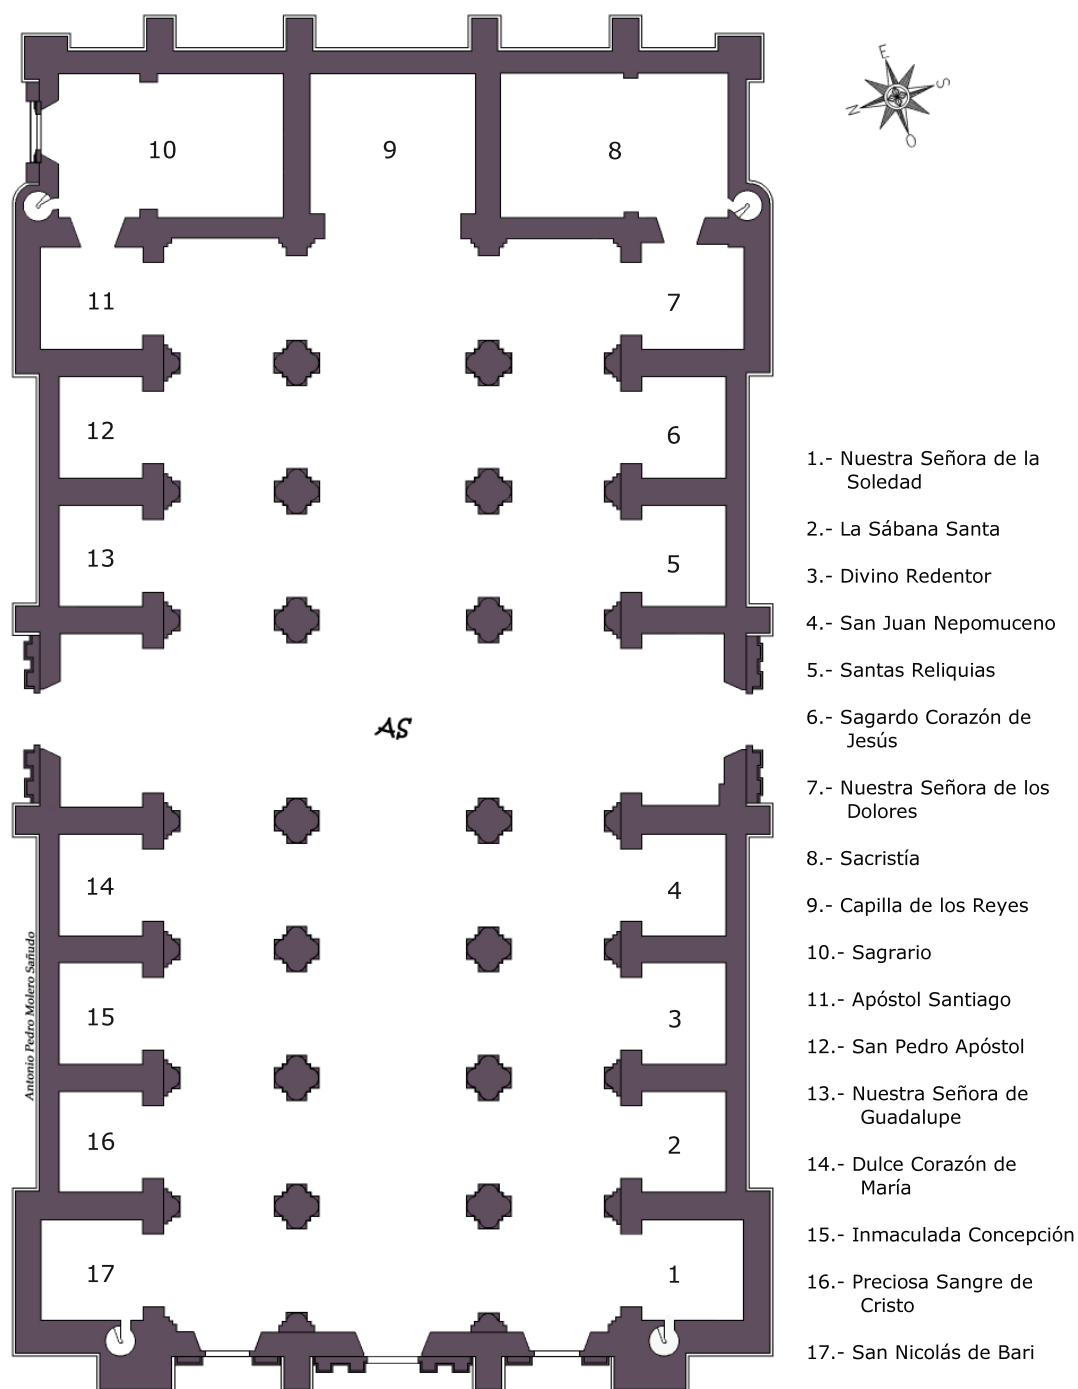 E
S
N
O
10
9
8
11
7
12
6
13
5
AS
14
4
15
3
16
2
17
1
Antonio Pedro Molero Sañudo
1.- Nuestra Señora de la
Soledad
2.- La Sábana Santa
3.- Divino Redentor
4.- San Juan Nepomuceno
5.- Santas Reliquias
6.- Sagardo Corazón de
Jesús
7.- Nuestra Señora de los
Dolores
8.- Sacristía
9.- Capilla de los Reyes
10.- Sagrario
11.- Apóstol Santiago
12.- San Pedro Apóstol
13.- Nuestra Señora de
Guadalupe
14.- Dulce Corazón de
María
15.- Inmaculada Concepción
16.- Preciosa Sangre de
Cristo
17.- San Nicolás de Bari